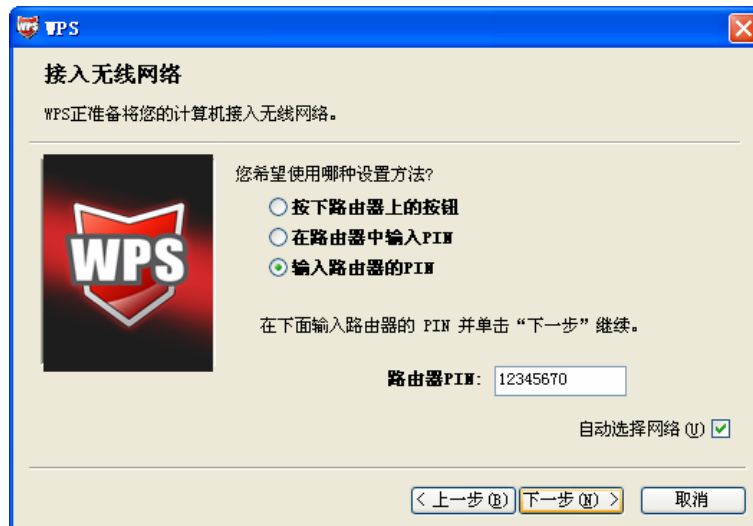 WPS
接入无线网络
WPS正准备将您的计算机接入无线网络。
WPS
您希望使用哪种设置方法?
按下路由器上的按钮
在路由器中输入PIN
输入路由器的PIN
在下面输入路由器的 PIN 并单击“下一步”继续。
路由器PIN: 12345670
自动选择网络(U)
< 上一步(B) 下一步(N) > 取消